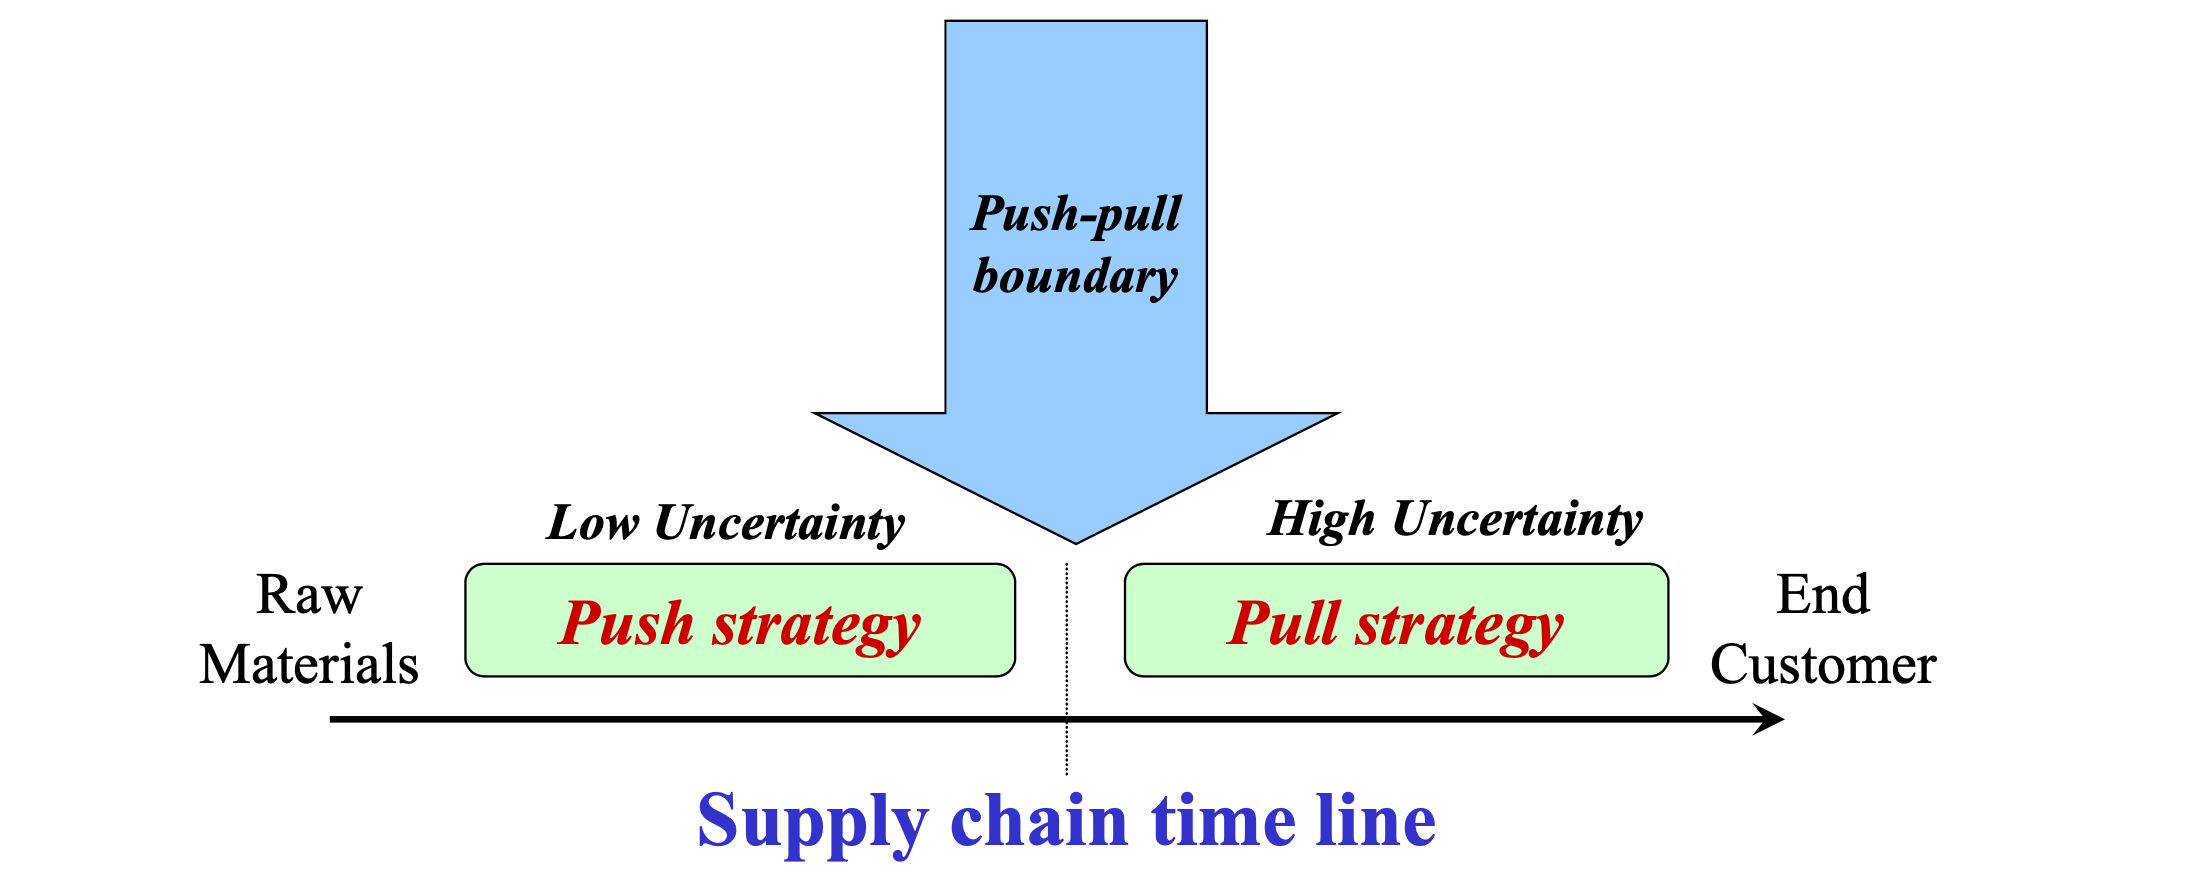 Push-pull
boundary
Low Uncertainty
High Uncertainty
Raw
Materials
Push strategy
Pull strategy
End
Customer
Supply chain time line